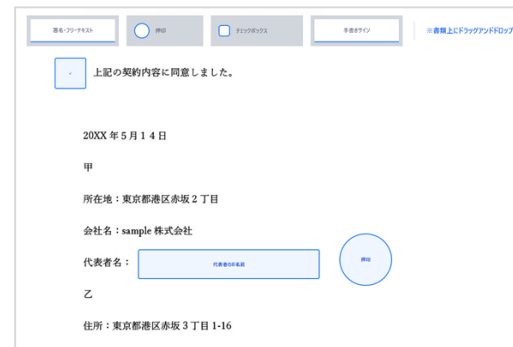 署名・フリーテキスト
押印
チェックボックス
手書きサイン
※書類上にドラッグアンドドロップ
上記の契約内容に同意しました。
20XX 年 5 月 1 4 日
甲
所在地：東京都港区赤坂 2 丁目
会社名：sample 株式会社
代表者名：
代表者のお名前
押印
乙
住所：東京都港区赤坂 3 丁目 1-16